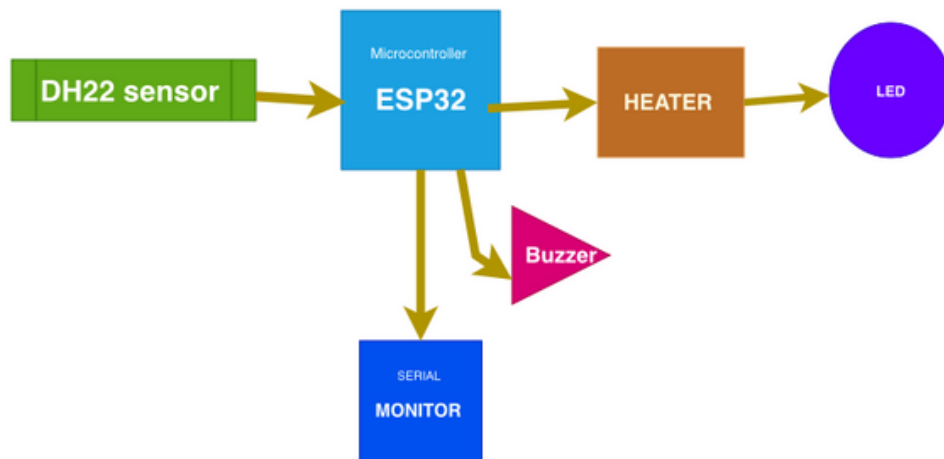 DH22 sensor
Microcontroller
ESP32
HEATER
LED
Buzzer
SERIAL
MONITOR